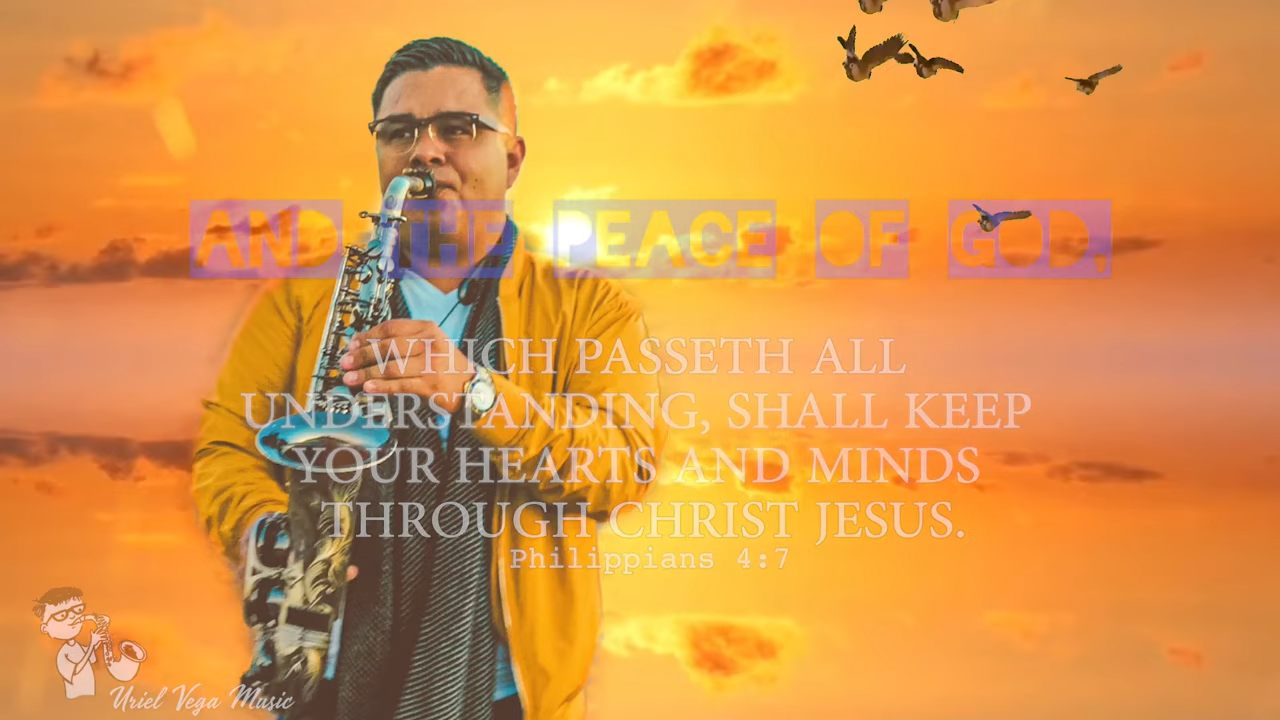 AND THE PEACE OF GOD,
WHICH PASSETH ALL
UNDERSTANDING, SHALL KEEP
YOUR HEARTS AND MINDS
THROUGH CHRIST JESUS.
Philippians 4:7
Uriel Vega Music